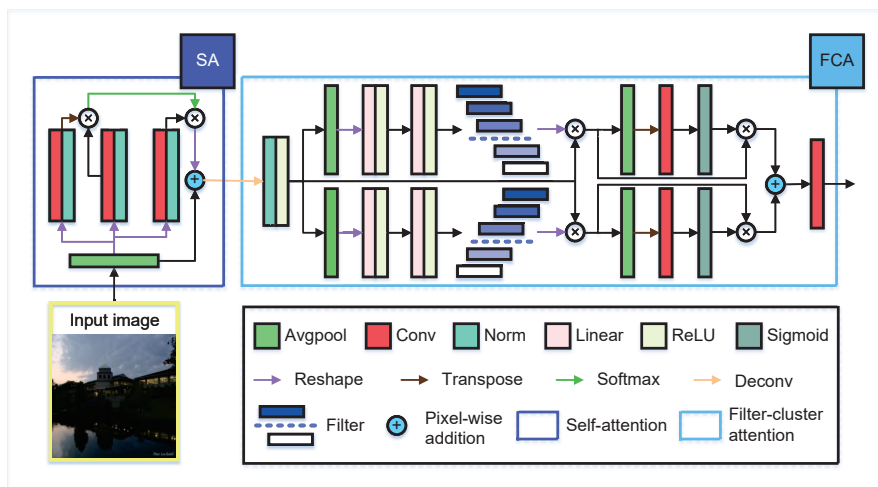 SA
FCA
Input image
Avgpool
Conv
Norm
Linear
ReLU
Sigmoid
Reshape
Transpose
Softmax
Deconv
Filter
Pixel-wise
addition
Self-attention
Filter-cluster
attention